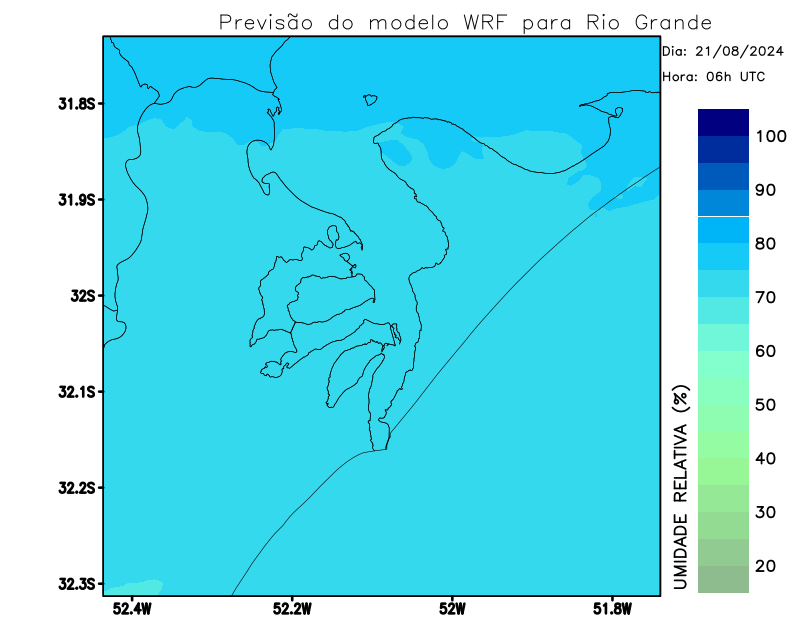 Previsão do modelo WRF para Rio Grande
Dia: 21/08/2024
Hora: 06h UTC
31.8S
31.9S
32S
32.1S
32.2S
32.3S
52.4W
52.2W
52W
51.8W
UMIDADE RELATIVA (%)
100
90
80
70
60
50
40
30
20